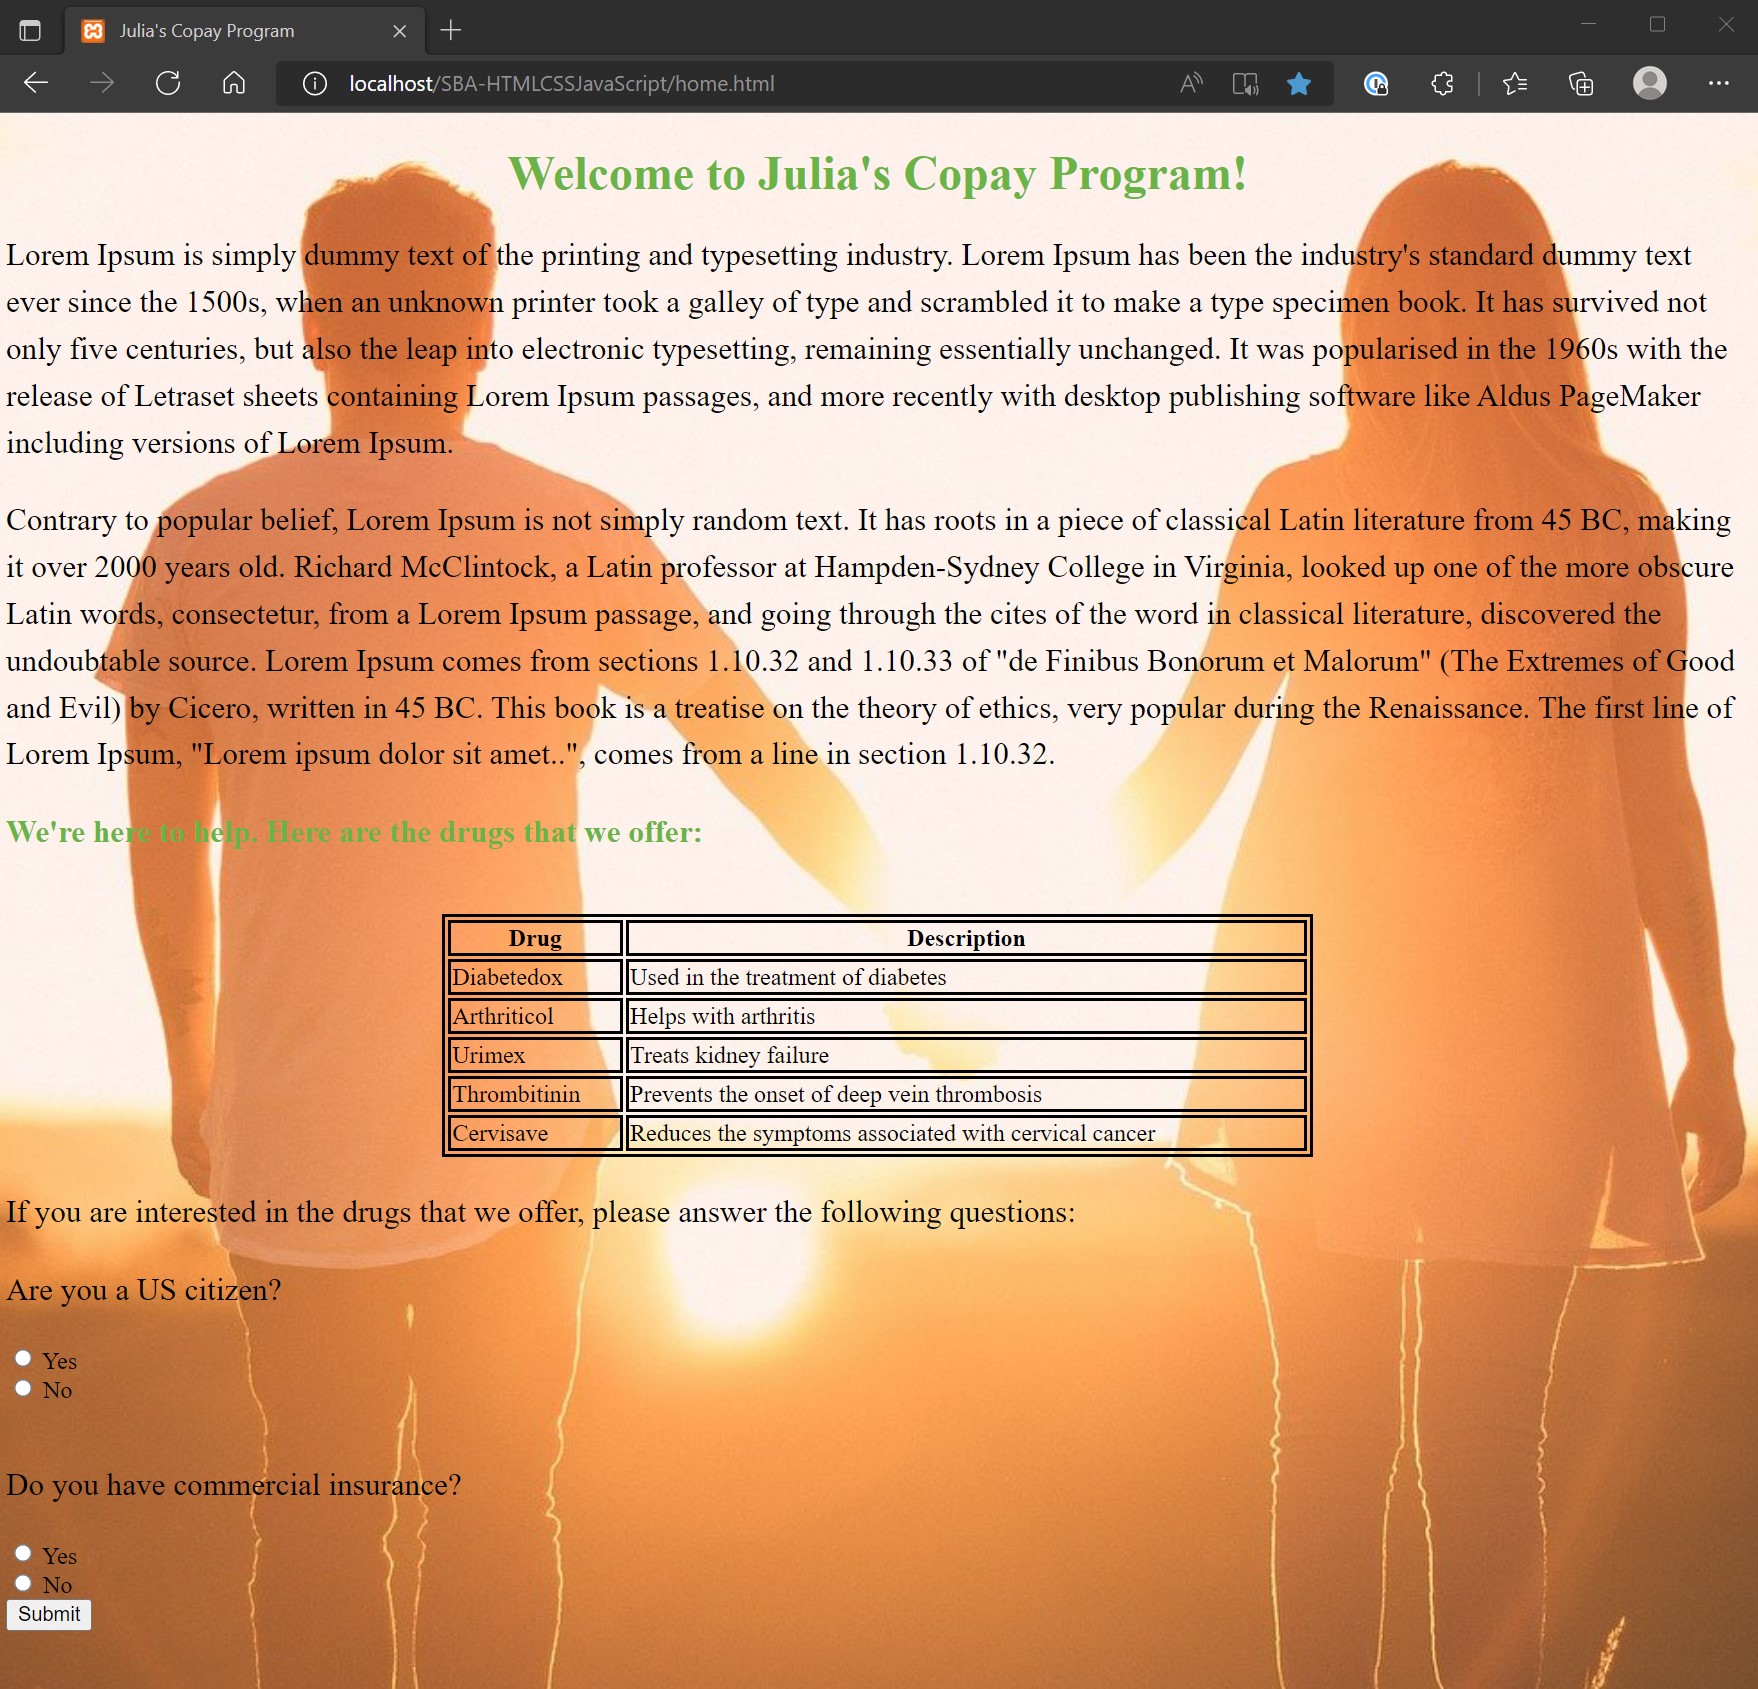 Julia's Copay Program
localhost/SBA-HTMLCSSJavaScript/home.html
Welcome to Julia's Copay Program!
Lorem Ipsum is simply dummy text of the printing and typesetting industry. Lorem Ipsum has been the industry's standard dummy text
ever since the 1500s, when an unknown printer took a galley of type and scrambled it to make a type specimen book. It has survived not
only five centuries, but also the leap into electronic typesetting, remaining essentially unchanged. It was popularised in the 1960s with the
release of Letraset sheets containing Lorem Ipsum passages, and more recently with desktop publishing software like Aldus PageMaker
including versions of Lorem Ipsum.
Contrary to popular belief, Lorem Ipsum is not simply random text. It has roots in a piece of classical Latin literature from 45 BC, making
it over 2000 years old. Richard McClintock, a Latin professor at Hampden-Sydney College in Virginia, looked up one of the more obscure
Latin words, consectetur, from a Lorem Ipsum passage, and going through the cites of the word in classical literature, discovered the
undoubtable source. Lorem Ipsum comes from sections 1.10.32 and 1.10.33 of "de Finibus Bonorum et Malorum" (The Extremes of Good
and Evil) by Cicero, written in 45 BC. This book is a treatise on the theory of ethics, very popular during the Renaissance. The first line of
Lorem Ipsum, "Lorem ipsum dolor sit amet..", comes from a line in section 1.10.32.
We're here to help. Here are the drugs that we offer:
Drug Description
Diabetedox Used in the treatment of diabetes
Arthriticol Helps with arthritis
Urimex Treats kidney failure
Thrombitinin Prevents the onset of deep vein thrombosis
Cervisave Reduces the symptoms associated with cervical cancer
If you are interested in the drugs that we offer, please answer the following questions:
Are you a US citizen?
Yes
No
Do you have commercial insurance?
Yes
No
Submit